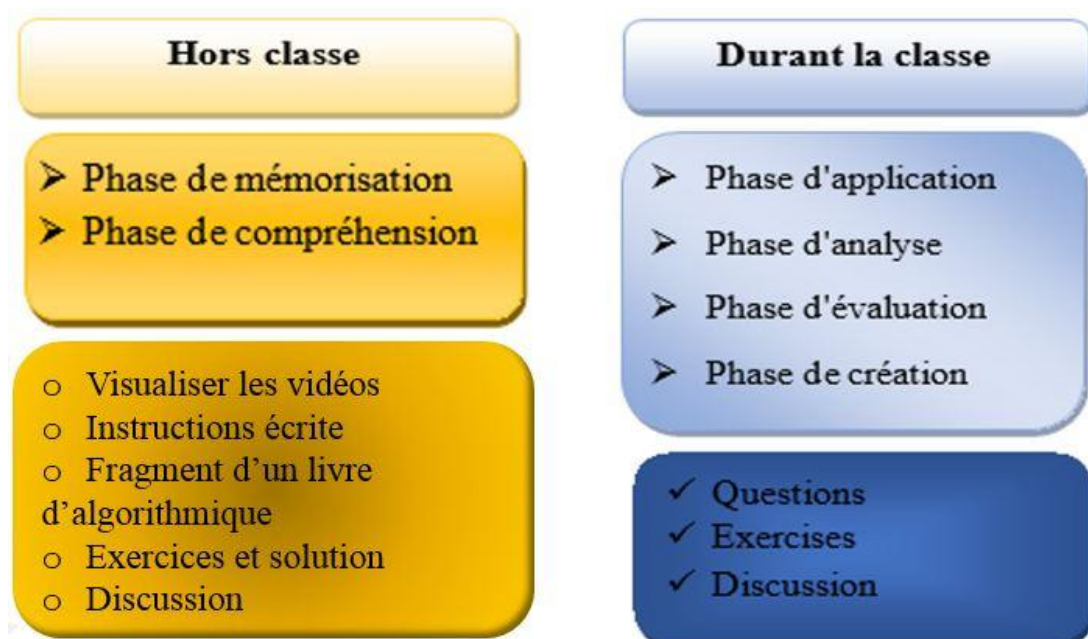 Hors classe
➤ Phase de mémorisation
➤ Phase de compréhension
o Visualiser les vidéos
o Instructions écrite
o Fragment d’un livre
d’algorithmique
o Exercices et solution
o Discussion
Durant la classe
➤ Phase d'application
➤ Phase d'analyse
➤ Phase d'évaluation
➤ Phase de création
✓ Questions
✓ Exercises
✓ Discussion